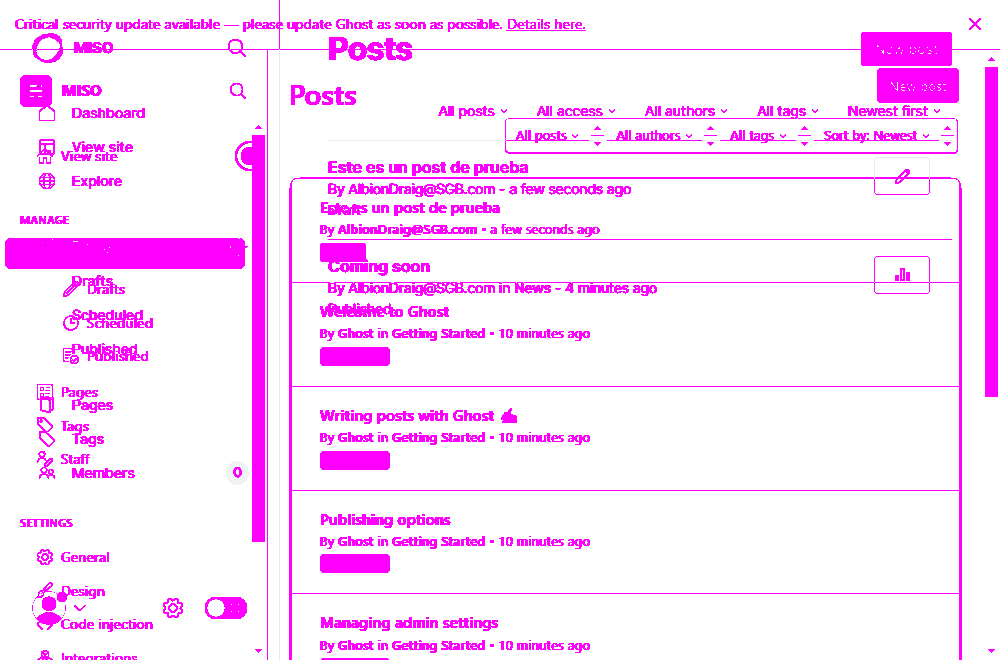 Critical security update available — please update Ghost as soon as possible. Details here.
MISO
Posts
New post
MISO
Posts
New post
Dashboard
All posts
All access
All authors
All tags
Newest first
All posts
All authors
All tags
Sort by: Newest
View site
View site
Explore
Este es un post de prueba
By AlbionDraig@SGB.com - a few seconds ago
Draft
Este es un post de prueba
By AlbionDraig@SGB.com • a few seconds ago
MANAGE
Drafts
Drafts
Scheduled
Scheduled
Published
Published
Coming soon
By AlbionDraig@SGB.com in News - 4 minutes ago
Published
Welcome to Ghost
By Ghost in Getting Started • 10 minutes ago
Pages
Pages
Tags
Tags
Staff
Members
0
Writing posts with Ghost ✍
By Ghost in Getting Started • 10 minutes ago
SETTINGS
General
Design
Code injection
Integrations
Publishing options
By Ghost in Getting Started • 10 minutes ago
Managing admin settings
By Ghost in Getting Started • 10 minutes ago